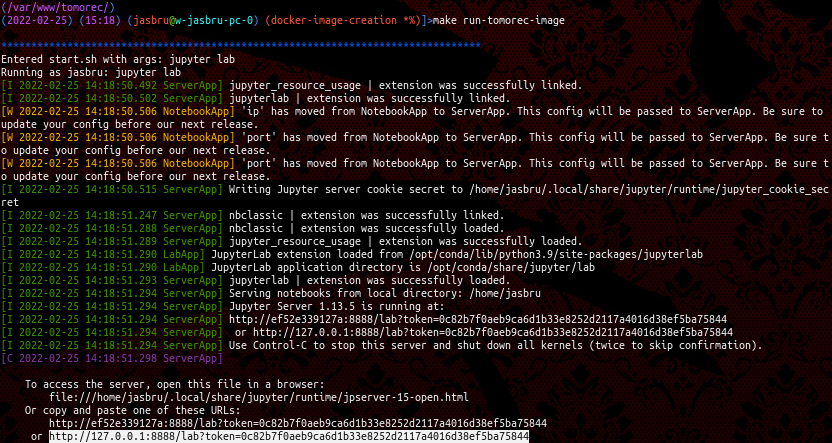 (/var/www/tomorec/)
(2022-02-25) (15:18) (jasbru@w-jasbru-pc-0) (docker-image-creation *%)]>make run-tomorec-image
********************************************************************************
Entered start.sh with args: jupyter lab
Running as jasbru: jupyter lab
[I 2022-02-25 14:18:50.492 ServerApp] jupyter_resource_usage | extension was successfully linked.
[I 2022-02-25 14:18:50.502 ServerApp] jupyterlab | extension was successfully linked.
[W 2022-02-25 14:18:50.506 NotebookApp] 'ip' has moved from NotebookApp to ServerApp. This config will be passed to ServerApp. Be sure to
update your config before our next release.
[W 2022-02-25 14:18:50.506 NotebookApp] 'port' has moved from NotebookApp to ServerApp. This config will be passed to ServerApp. Be sure t
o update your config before our next release.
[W 2022-02-25 14:18:50.506 NotebookApp] 'port' has moved from NotebookApp to ServerApp. This config will be passed to ServerApp. Be sure t
o update your config before our next release.
[I 2022-02-25 14:18:50.515 ServerApp] Writing Jupyter server cookie secret to /home/jasbru/.local/share/jupyter/runtime/jupyter_cookie_sec
ret
[I 2022-02-25 14:18:51.247 ServerApp] nbclassic | extension was successfully linked.
[I 2022-02-25 14:18:51.288 ServerApp] nbclassic | extension was successfully loaded.
[I 2022-02-25 14:18:51.289 ServerApp] jupyter_resource_usage | extension was successfully loaded.
[I 2022-02-25 14:18:51.290 LabApp] JupyterLab extension loaded from /opt/conda/lib/python3.9/site-packages/jupyterlab
[I 2022-02-25 14:18:51.290 LabApp] JupyterLab application directory is /opt/conda/share/jupyter/lab
[I 2022-02-25 14:18:51.293 ServerApp] jupyterlab | extension was successfully loaded.
[I 2022-02-25 14:18:51.294 ServerApp] Serving notebooks from local directory: /home/jasbru
[I 2022-02-25 14:18:51.294 ServerApp] Jupyter Server 1.13.5 is running at:
[I 2022-02-25 14:18:51.294 ServerApp] http://ef52e339127a:8888/lab?token=0c82b7f0aeb9ca6d1b33e8252d2117a4016d38ef5ba75844
[I 2022-02-25 14:18:51.294 ServerApp]  or http://127.0.0.1:8888/lab?token=0c82b7f0aeb9ca6d1b33e8252d2117a4016d38ef5ba75844
[I 2022-02-25 14:18:51.294 ServerApp] Use Control-C to stop this server and shut down all kernels (twice to skip confirmation).
[C 2022-02-25 14:18:51.298 ServerApp]
To access the server, open this file in a browser:
file:///home/jasbru/.local/share/jupyter/runtime/jpserver-15-open.html
Or copy and paste one of these URLs:
http://ef52e339127a:8888/lab?token=0c82b7f0aeb9ca6d1b33e8252d2117a4016d38ef5ba75844
or http://127.0.0.1:8888/lab?token=0c82b7f0aeb9ca6d1b33e8252d2117a4016d38ef5ba75844